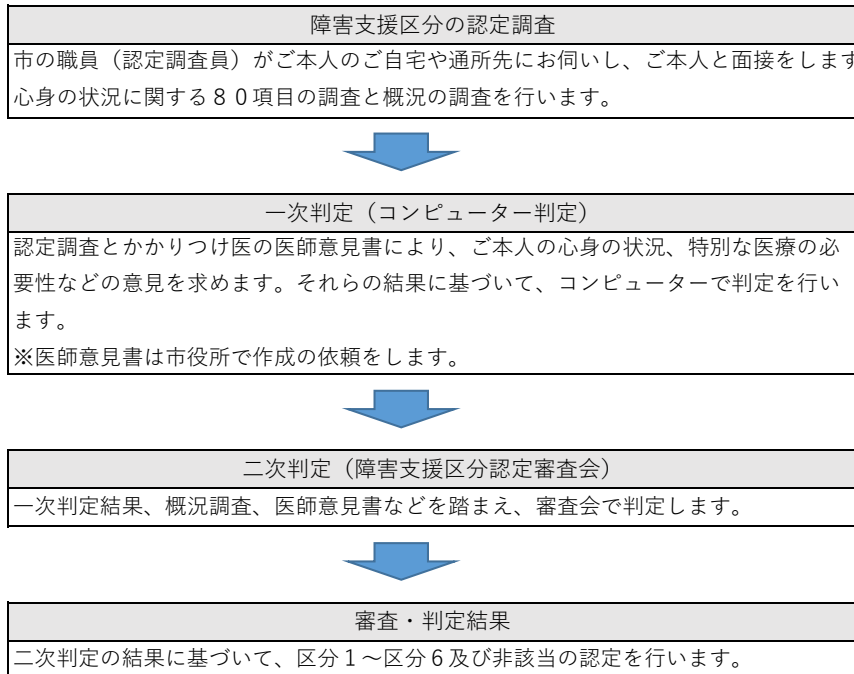 障害支援区分の認定調査
市の職員（認定調査員）がご本人のご自宅や通所先にお伺いし、ご本人と面接をします
心身の状況に関する８０項目の調査と概況の調査を行います。
一次判定（コンピューター判定）
認定調査とかかりつけ医の医師意見書により、ご本人の心身の状況、特別な医療の必
要性などの意見を求めます。それらの結果に基づいて、コンピューターで判定を行い
ます。
※医師意見書は市役所で作成の依頼をします。
二次判定（障害支援区分認定審査会）
一次判定結果、概況調査、医師意見書などを踏まえ、審査会で判定します。
審査・判定結果
二次判定の結果に基づいて、区分１～区分６及び非該当の認定を行います。